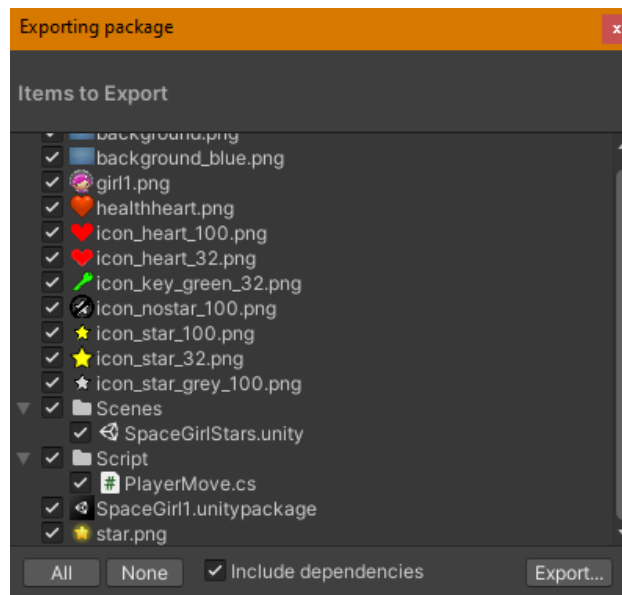 Exporting package
x
Items to Export
background.png
background_blue.png
girl1.png
healthheart.png
icon_heart_100.png
icon_heart_32.png
icon_key_green_32.png
icon_nostar_100.png
icon_star_100.png
icon_star_32.png
icon_star_grey_100.png
Scenes
SpaceGirlStars.unity
Script
# PlayerMove.cs
SpaceGirl1.unitypackage
star.png
All None Include dependencies Export...